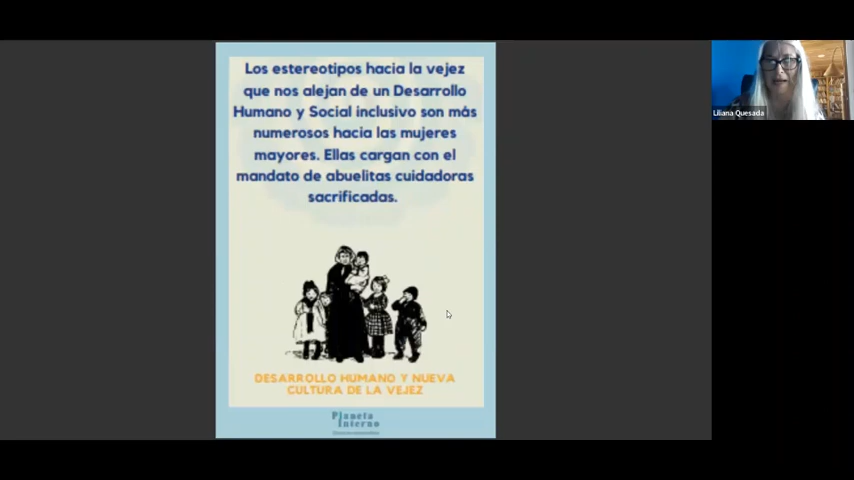 Los estereotipos hacia la vejez
que nos alejan de un Desarrollo
Humano y Social inclusivo son más
numerosos hacia las mujeres
mayores. Ellas cargan con el
mandato de abuelitas cuidadoras
sacrificadas.
Liliana Quesada
DESARROLLO HUMANO Y NUEVA
CULTURA DE LA VEJEZ
Planeta
Interno